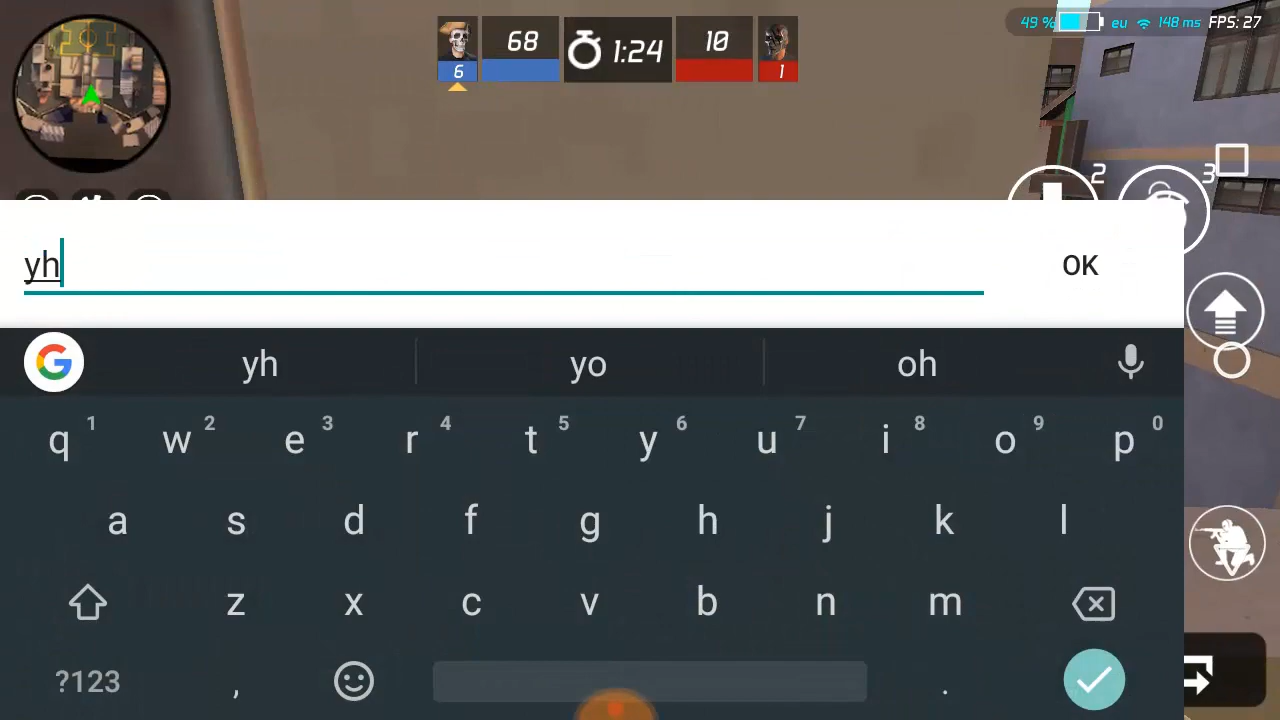 49 % eu 148 ms FPS: 27
68 1:24 10
6 1
2 3
yh OK
yh yo oh
q 1 w 2 e 3 r 4 t 5 y 6 u 7 i 8 o 9 p 0
a s d f g h j k l
z x c v b n m
?123 , .